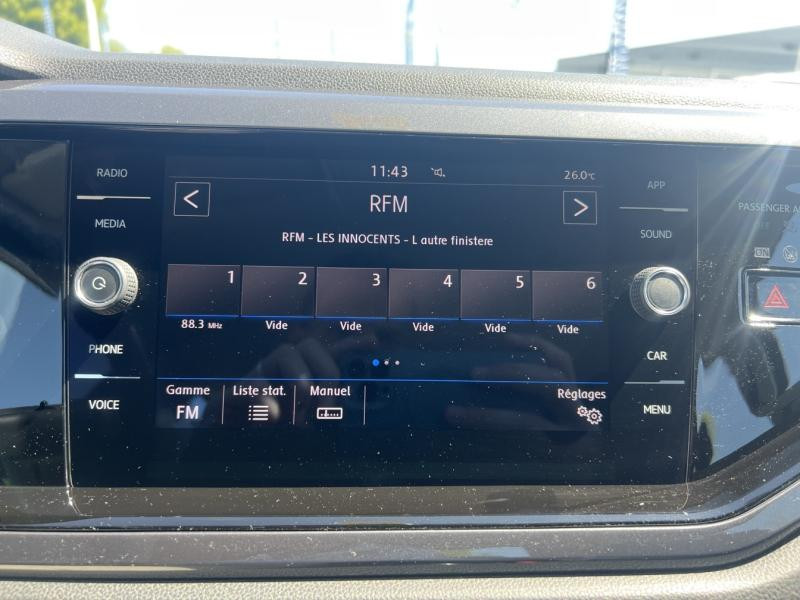 RADIO
MEDIA
PHONE
VOICE
11:43
26.0°C
RFM
RFM - LES INNOCENTS - L autre finistere
1 2 3 4 5 6
88.3 MHz Vide Vide Vide Vide Vide
Gamme Liste stat. Manuel Réglages
FM
APP
SOUND
CAR
MENU
PASSENGER
ON